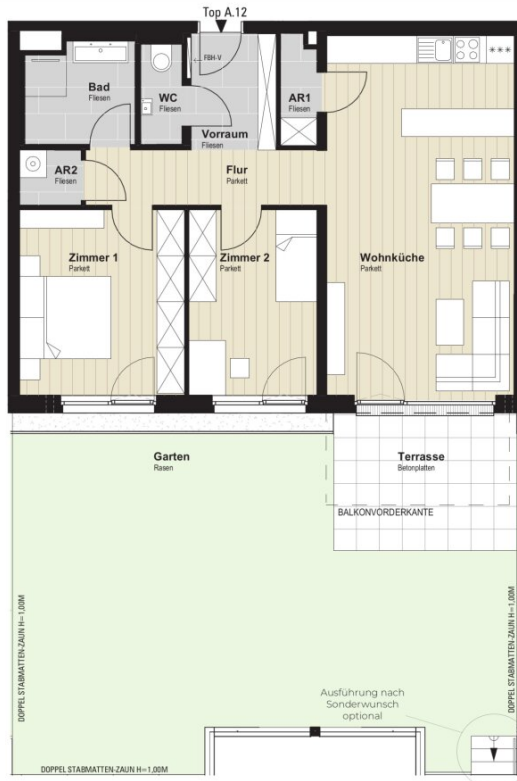 Top A.12
FBH-V
Bad
Fliesen
WC
Fliesen
AR1
Fliesen
Vorraum
Fliesen
AR2
Fliesen
Flur
Parkett
Zimmer 1
Parkett
Zimmer 2
Parkett
Wohnküche
Parkett
Garten
Rasen
Terrasse
Betonplatten
BALKONVORDERKANTE
DOPPEL STABMATTEN-ZAUN H=1,00M
DOPPEL STABMATTEN-ZAUN H=1,00M
Ausführung nach
Sonderwunsch
optional
DOPPEL STABMATTEN-ZAUN H=1,00M